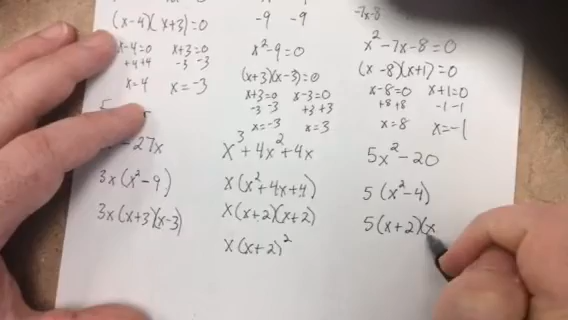 (x-4)(x+3)=0
-9 -9
-7x-8
x-4=0 x+3=0
x²-9=0
x²-7x-8=0
+4 +4 -3 -3
(x+3)(x-3)=0
(x-8)(x+1)=0
x=4 x=-3
x+3=0 x-3=0
x-8=0 x+1=0
-3 -3 +3 +3
+8 +8 -1 -1
x=-3 x=3
x=8 x=-1
-27x
x³+4x²+4x
5x²-20
3x(x²-9)
x(x²+4x+4)
5(x²-4)
3x(x+3)(x-3)
x(x+2)(x+2)
5(x+2)(x
x(x+2)²